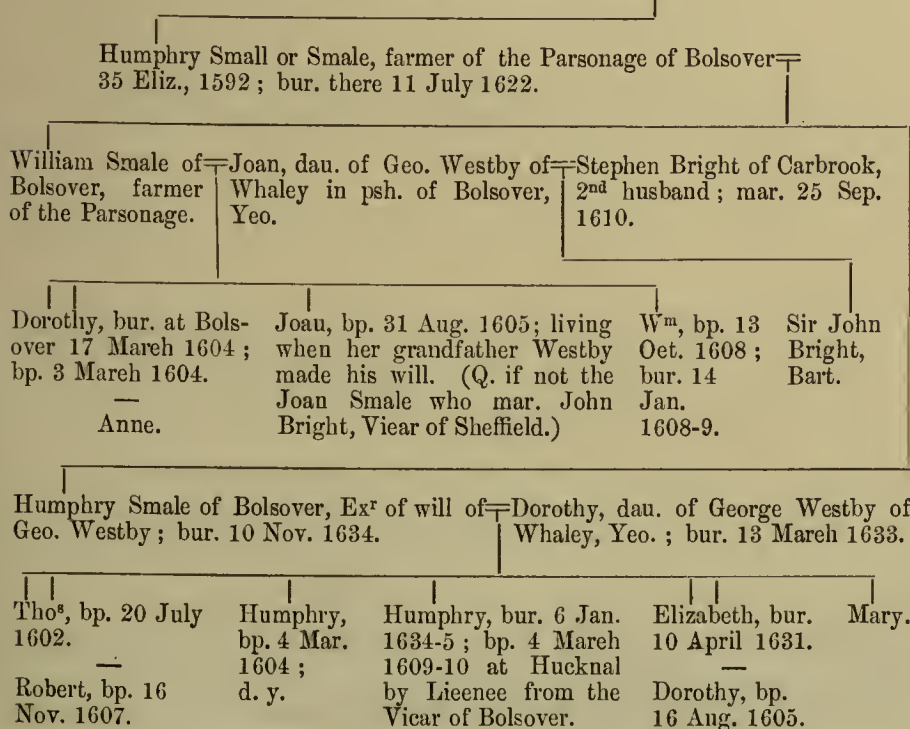 Humphry Small or Smale, farmer of the Parsonage of Bolsover
35 Eliz., 1592 ; bur. there 11 July 1622.
William Smale of
Bolsover, farmer
of the Parsonage.
Joan, dau. of Geo. Westby of
Whaley in psh. of Bolsover,
Yeo.
Stephen Bright of Carbrook,
2nd husband ; mar. 25 Sep.
1610.
Dorothy, bur. at Bols-
over 17 March 1604 ;
bp. 3 March 1604.
—
Anne.
Joau, bp. 31 Aug. 1605; living
when her grandfather Westby
made his will. (Q. if not the
Joan Smale who mar. John
Bright, Vicar of Sheffield.)
Wm, bp. 13
Oct. 1608 ;
bur. 14
Jan.
1608-9.
Sir John
Bright,
Bart.
Humphry Smale of Bolsover, Exr of will of
Geo. Westby ; bur. 10 Nov. 1634.
Dorothy, dau. of George Westby of
Whaley, Yeo. ; bur. 13 March 1633.
Thos, bp. 20 July
1602.
—
Robert, bp. 16
Nov. 1607.
Humphry,
bp. 4 Mar.
1604 ;
d. y.
Humphry, bur. 6 Jan.
1634-5 ; bp. 4 March
1609-10 at Hucknal
by Licence from the
Vicar of Bolsover.
Elizabeth, bur.
10 April 1631.
—
Dorothy, bp.
16 Aug. 1605.
Mary.